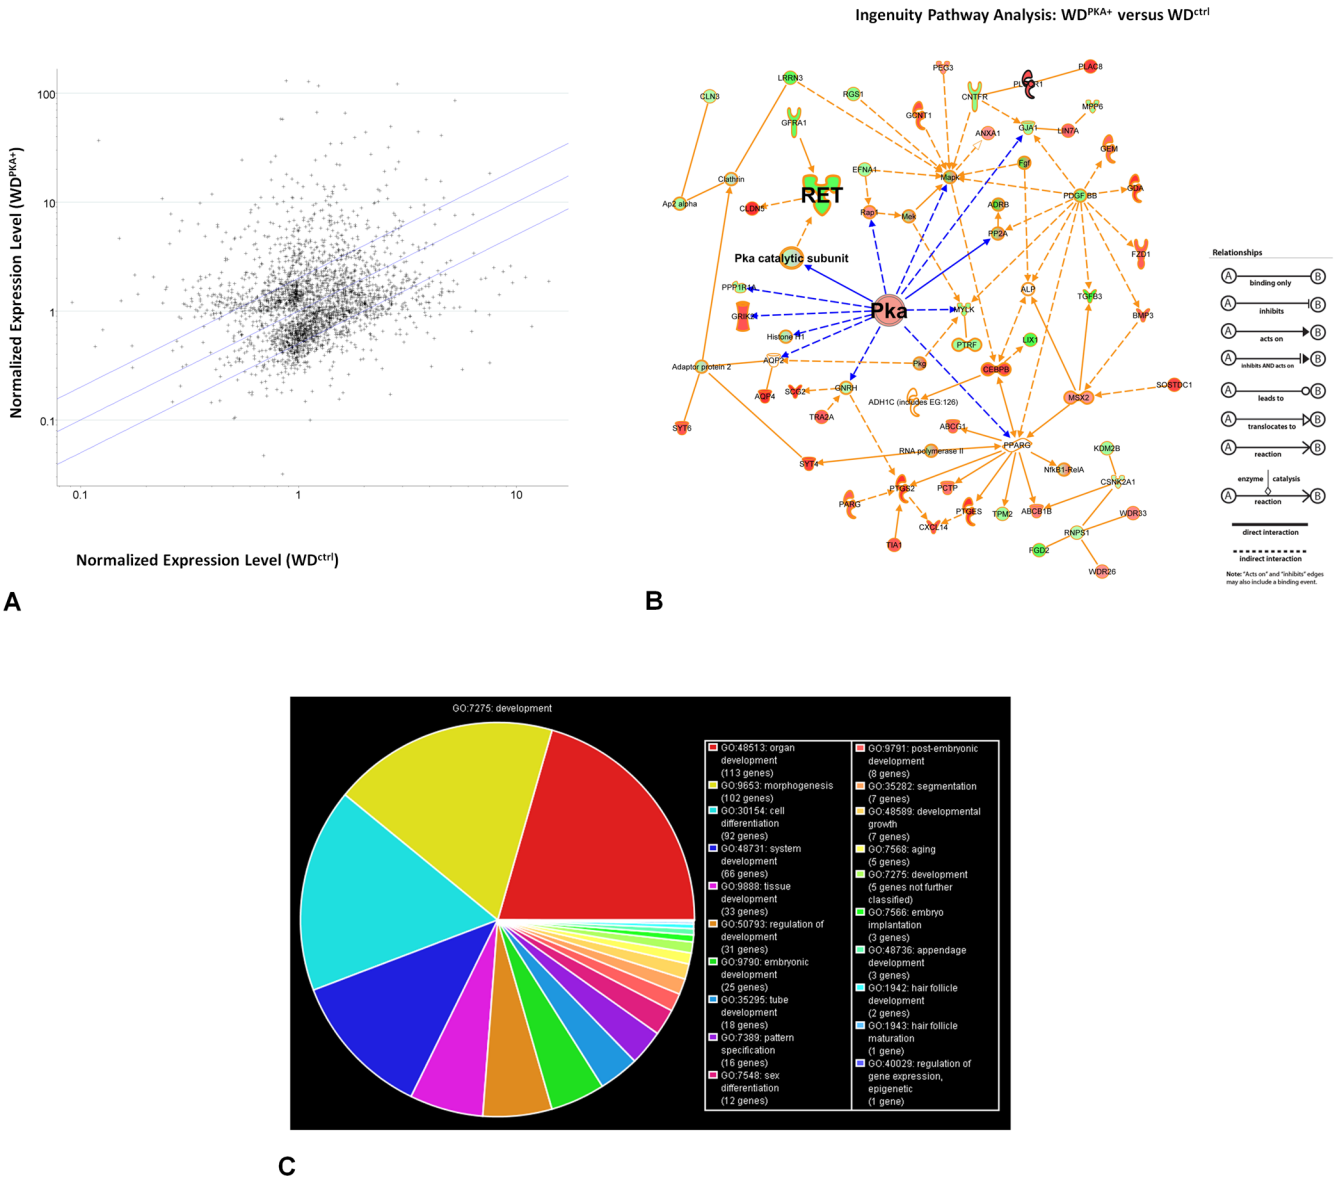 Ingenuity Pathway Analysis: WDPKA+ versus WDctrl
Normalized Expression Level (WDPKA+)
100
10
1
0.1
0.1
1
10
Normalized Expression Level (WDctrl)
A
CLN3
LRRN3
RGS1
PEG3
CNTFR
PLAC8
GFRA1
GCNT1
ANXA1
GJA1
LIN7A
MPP6
GEM
Clathrin
EFNA1
Mapk
Fgf
Ap2 alpha
CLDN5
RET
Rap1
Mek
ADRB
PDGF BB
GDA
PP2A
Pka catalytic subunit
FZD1
PPP1R1A
ALP
TGFB3
GRIK2
Pka
MYLK
BMP3
Histone H1
PTRF
LIX1
Adaptor protein 2
AQP2
Pkg
CEBPB
AQP4
SCG2
GNRH
ADH1C (includes EG:126)
MSX2
SOSTDC1
SYT6
TRA2A
ABCG1
SYT4
RNA polymerase II
PPARG
KDM2B
NfkB1-RelA
CSNK2A1
PARG
PTGS2
PCTP
PTGES
TPM2
ABCB1B
WDR33
CXCL14
RNPS1
TIA1
FGD2
WDR26
Relationships
A
B
binding only
A
B
inhibits
A
B
acts on
A
B
inhibits AND acts on
A
B
leads to
A
B
translocates to
A
B
reaction
enzyme
catalysis
A
B
reaction
direct interaction
indirect interaction
Note: "Acts on" and "inhibits" edges
may also include a binding event.
B
GO:7275: development
GO:48513: organ
development
(113 genes)
GO:9653: morphogenesis
(102 genes)
GO:30154: cell
differentiation
(92 genes)
GO:48731: system
development
(66 genes)
GO:9888: tissue
development
(33 genes)
GO:50793: regulation of
development
(31 genes)
GO:9790: embryonic
development
(25 genes)
GO:35295: tube
development
(18 genes)
GO:7389: pattern
specification
(16 genes)
GO:7548: sex
differentiation
(12 genes)
GO:9791: post-embryonic
development
(8 genes)
GO:35282: segmentation
(7 genes)
GO:48589: developmental
growth
(7 genes)
GO:7568: aging
(5 genes)
GO:7275: development
(5 genes not further
classified)
GO:7566: embryo
implantation
(3 genes)
GO:48736: appendage
development
(3 genes)
GO:1942: hair follicle
development
(2 genes)
GO:1943: hair follicle
maturation
(1 gene)
GO:40029: regulation of
gene expression,
epigenetic
(1 gene)
C